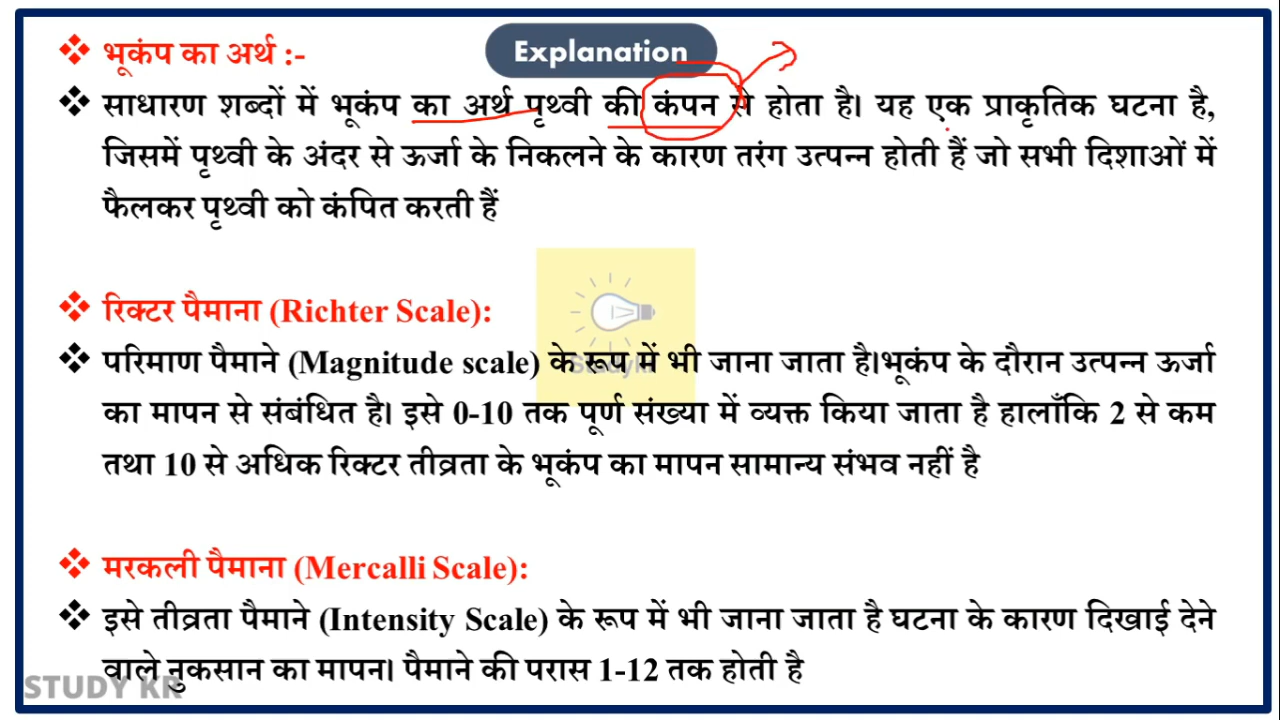 Explanation
❖ भूकंप का अर्थ :-
❖ साधारण शब्दों में भूकंप का अर्थ पृथ्वी की कंपन से होता है। यह एक प्राकृतिक घटना है,
जिसमें पृथ्वी के अंदर से ऊर्जा के निकलने के कारण तरंग उत्पन्न होती हैं जो सभी दिशाओं में
फैलकर पृथ्वी को कंपित करती हैं
❖ रिक्टर पैमाना (Richter Scale):
❖ परिमाण पैमाने (Magnitude scale) के रूप में भी जाना जाता है।भूकंप के दौरान उत्पन्न ऊर्जा
का मापन से संबंधित है। इसे 0-10 तक पूर्ण संख्या में व्यक्त किया जाता है हालाँकि 2 से कम
तथा 10 से अधिक रिक्टर तीव्रता के भूकंप का मापन सामान्य संभव नहीं है
❖ मरकली पैमाना (Mercalli Scale):
❖ इसे तीव्रता पैमाने (Intensity Scale) के रूप में भी जाना जाता है घटना के कारण दिखाई देने
वाले नुकसान का मापन। पैमाने की परास 1-12 तक होती है
STUDY KR